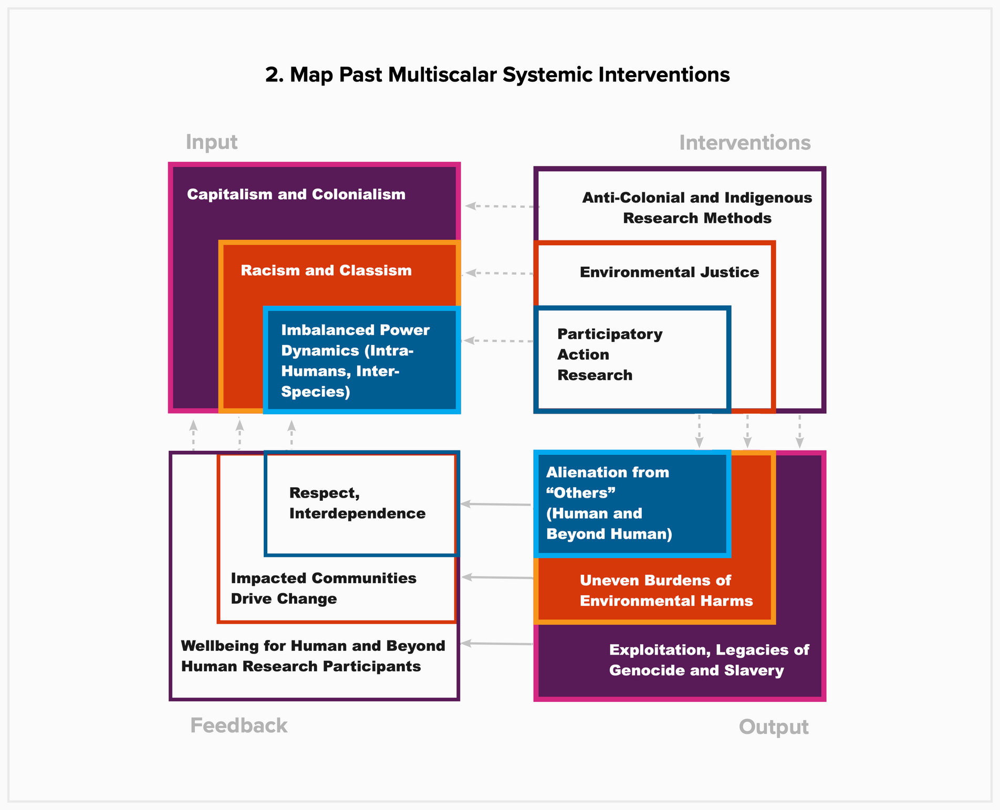 2. Map Past Multiscalar Systemic Interventions
Input
Capitalism and Colonialism
Racism and Classism
Imbalanced Power
Dynamics (Intra-
Humans, Inter-
Species)
Interventions
Anti-Colonial and Indigenous
Research Methods
Environmental Justice
Participatory
Action
Research
Respect,
Interdependence
Impacted Communities
Drive Change
Wellbeing for Human and Beyond
Human Research Participants
Feedback
Alienation from
“Others”
(Human and
Beyond Human)
Uneven Burdens of
Environmental Harms
Exploitation, Legacies of
Genocide and Slavery
Output